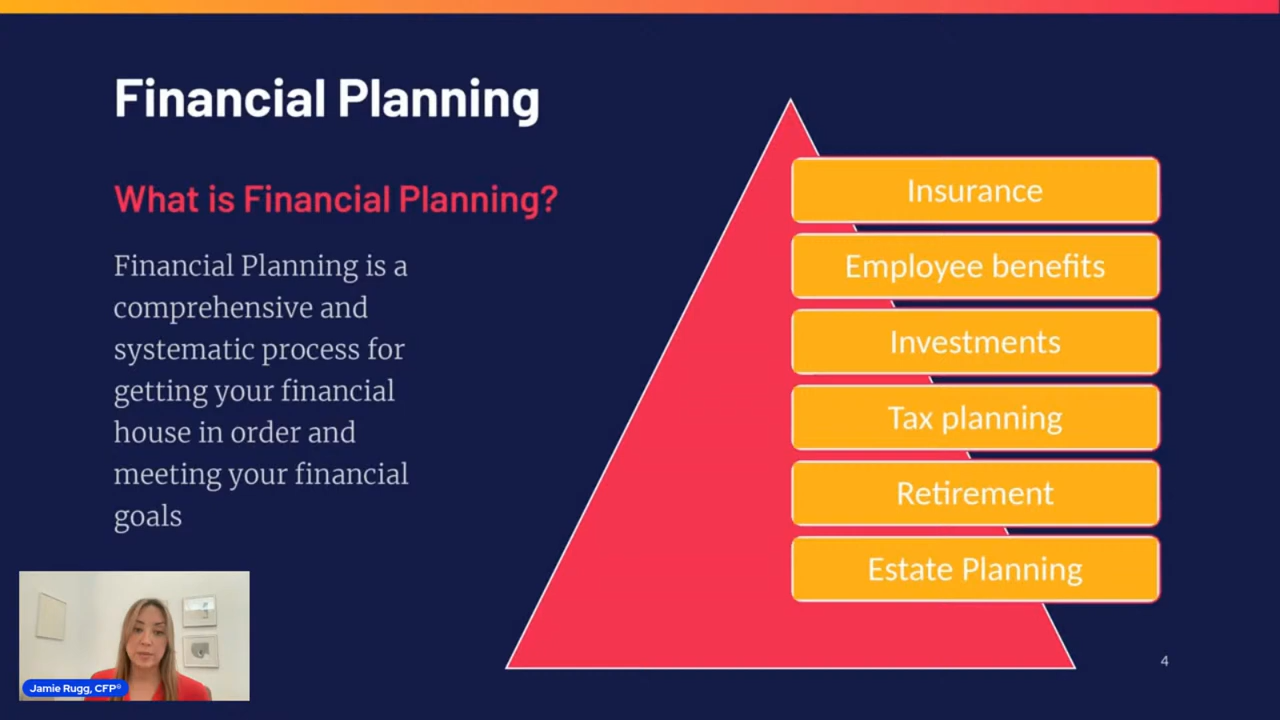 Financial Planning
What is Financial Planning?
Financial Planning is a
comprehensive and
systematic process for
getting your financial
house in order and
meeting your financial
goals
Insurance
Employee benefits
Investments
Tax planning
Retirement
Estate Planning
Jamie Rugg, CFP®
4